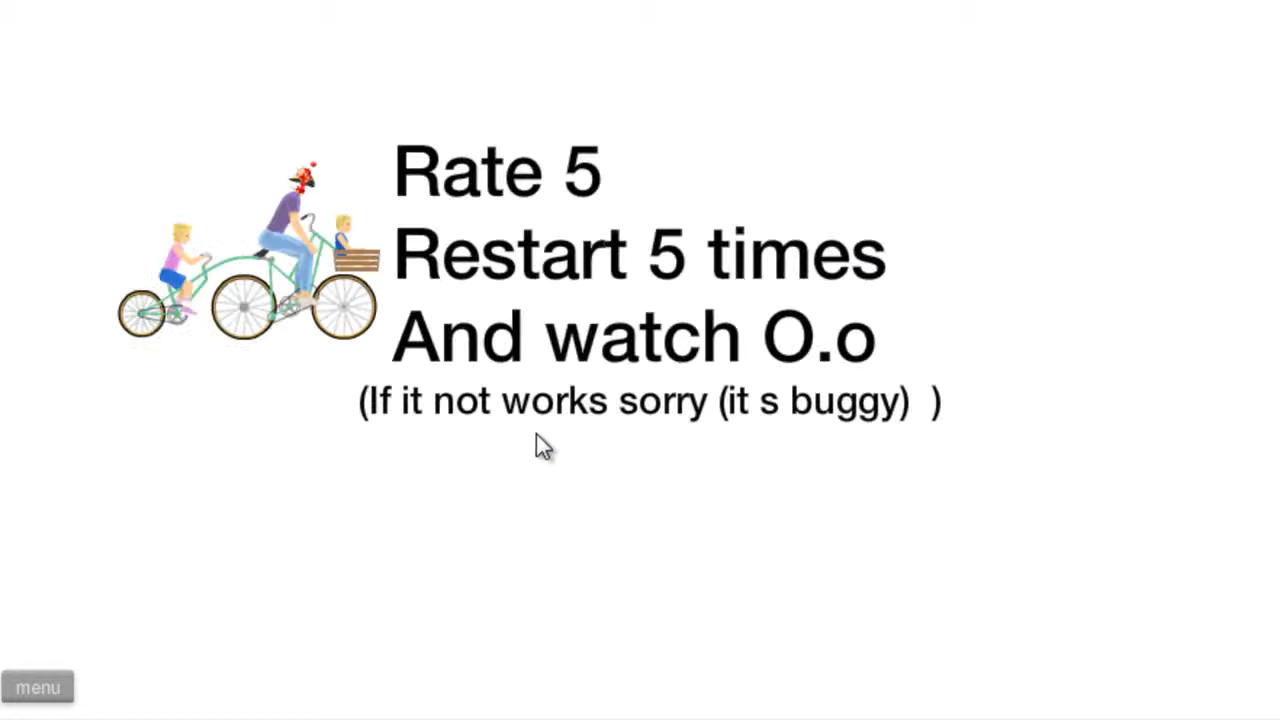 Rate 5
Restart 5 times
And watch O.o
(If it not works sorry (it s buggy)  )
menu